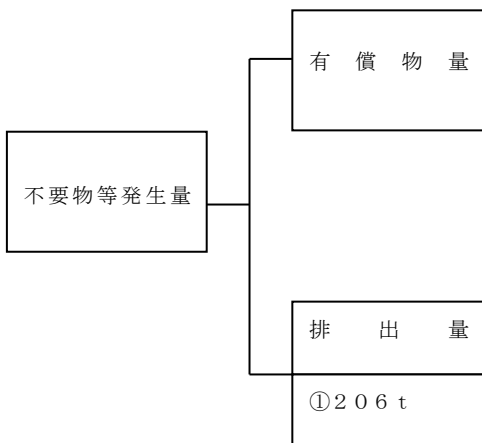 有償物量
不要物等発生量
排出量
①２０６ｔ